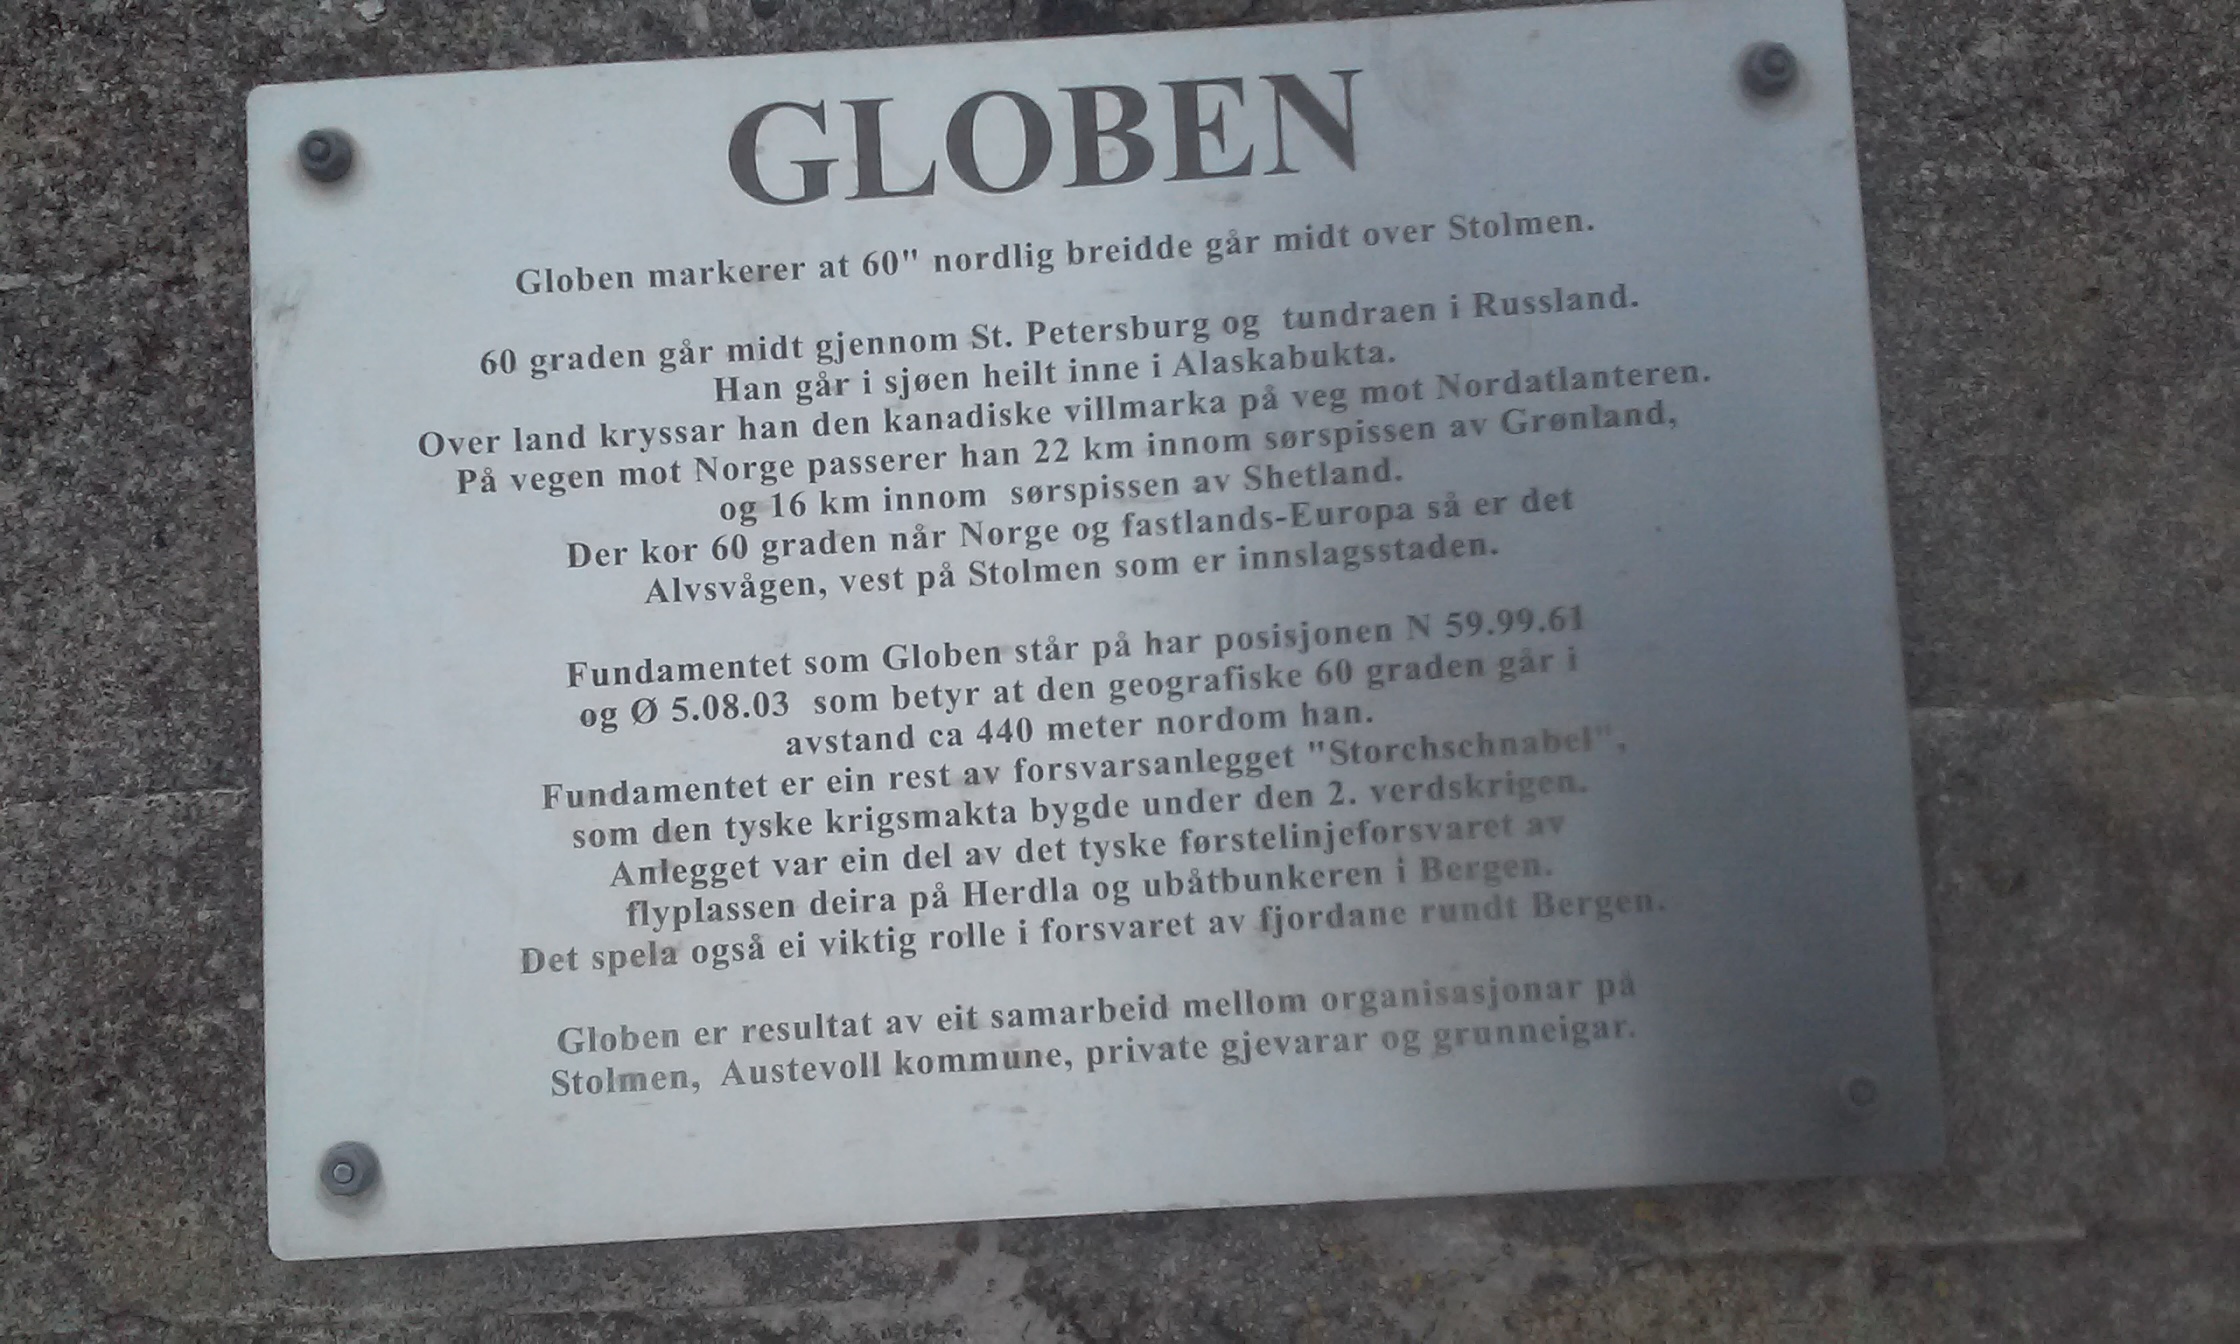 GLOBEN
Globen markerer at 60" nordlig breidde går midt over Stolmen.
60 graden går midt gjennom St. Petersburg og tundraen i Russland.
Han går i sjøen heilt inne i Alaskabukta.
Over land kryssar han den kanadiske villmarka på veg mot Nordatlanteren.
På vegen mot Norge passerer han 22 km innom sørspissen av Grønland,
og 16 km innom sørspissen av Shetland.
Der kor 60 graden når Norge og fastlands-Europa så er det
Alvsvågen, vest på Stolmen som er innslagsstaden.
Fundamentet som Globen står på har posisjonen N 59.99.61
og Ø 5.08.03 som betyr at den geografiske 60 graden går i
avstand ca 440 meter nordom han.
Fundamentet er ein rest av forsvarsanlegget "Storchschnabel",
som den tyske krigsmakta bygde under den 2. verdskrigen.
Anlegget var ein del av det tyske førstelinjeforsvaret av
flyplassen deira på Herdla og ubåtbunkeren i Bergen.
Det spela også ei viktig rolle i forsvaret av fjordane rundt Bergen.
Globen er resultat av eit samarbeid mellom organisasjonar på
Stolmen, Austevoll kommune, private gjevarar og grunneigar.